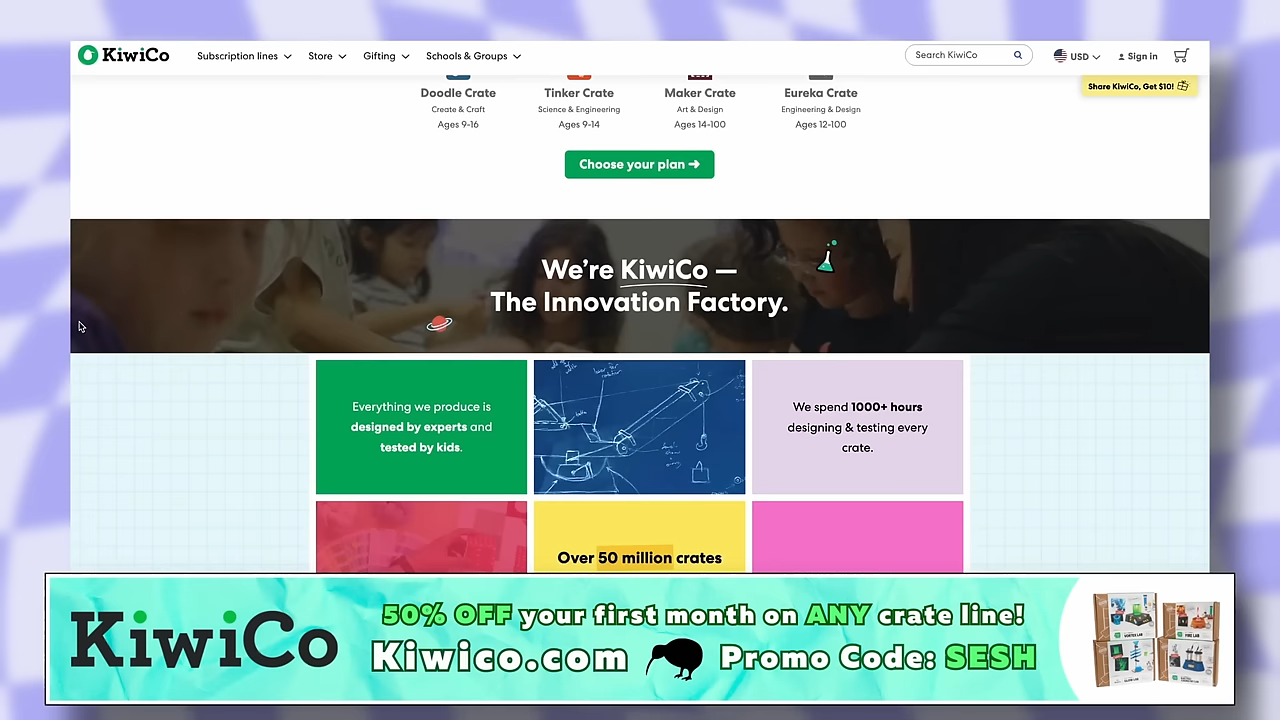 KiwiCo
Subscription lines
Store
Gifting
Schools & Groups
Search KiwiCo
USD
Sign in
Share KiwiCo, Get $10!
Doodle Crate
Create & Craft
Ages 9-16
Tinker Crate
Science & Engineering
Ages 9-14
Maker Crate
Art & Design
Ages 14-100
Eureka Crate
Engineering & Design
Ages 12-100
Choose your plan →
We're KiwiCo —
The Innovation Factory.
Everything we produce is
designed by experts and
tested by kids.
We spend 1000+ hours
designing & testing every
crate.
Over 50 million crates
KiwiCo
50% OFF your first month on ANY crate line!
Kiwico.com
Promo Code: SESH